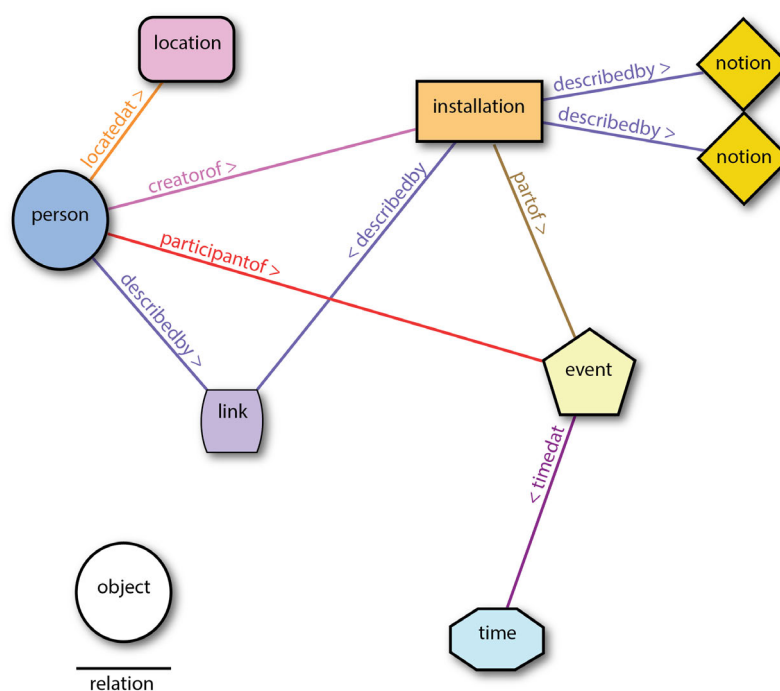 location
notion
installation
describedby >
describedby >
notion
locatedat >
creatorof >
person
< describedby
partof >
participantof >
describedby >
event
link
< timedat
object
time
relation